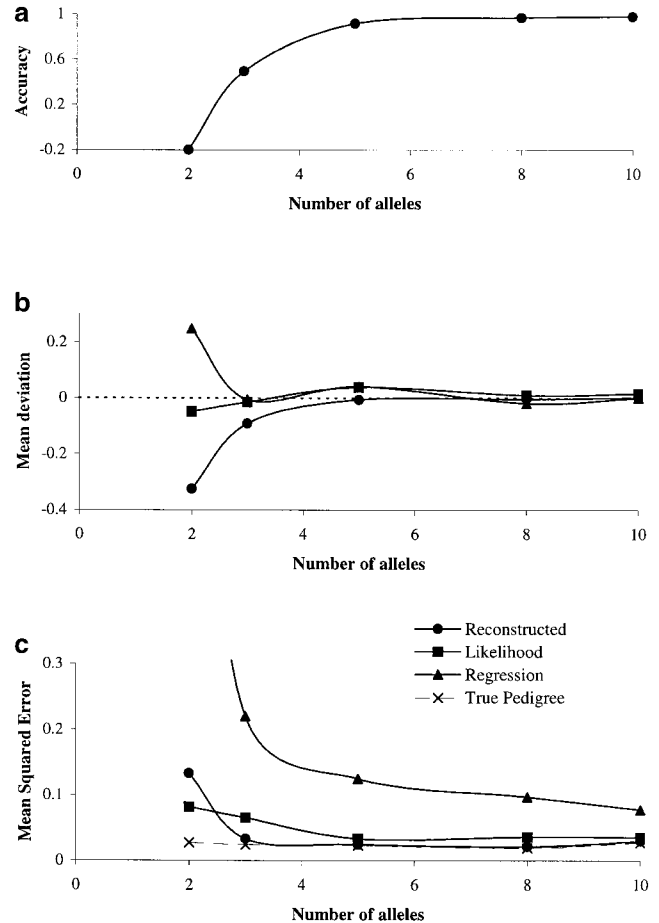 a
1
0.6
0.2
-0.2
Accuracy
0 2 4 6 8 10
Number of alleles
b
0.2
0
-0.2
-0.4
Mean deviation
0 2 4 6 8 10
Number of alleles
c
Reconstructed
Likelihood
Regression
True Pedigree
0.3
0.2
0.1
0
Mean Squared Error
0 2 4 6 8 10
Number of alleles